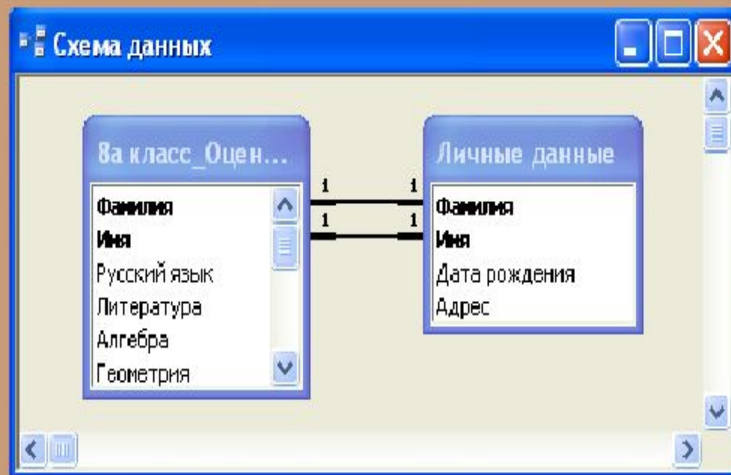 Схема данных
8а класс_Оцен...
Фамилия
Имя
Русский язык
Литература
Алгебра
Геометрия
1 1
1 1
Личные данные
Фамилия
Имя
Дата рождения
Адрес